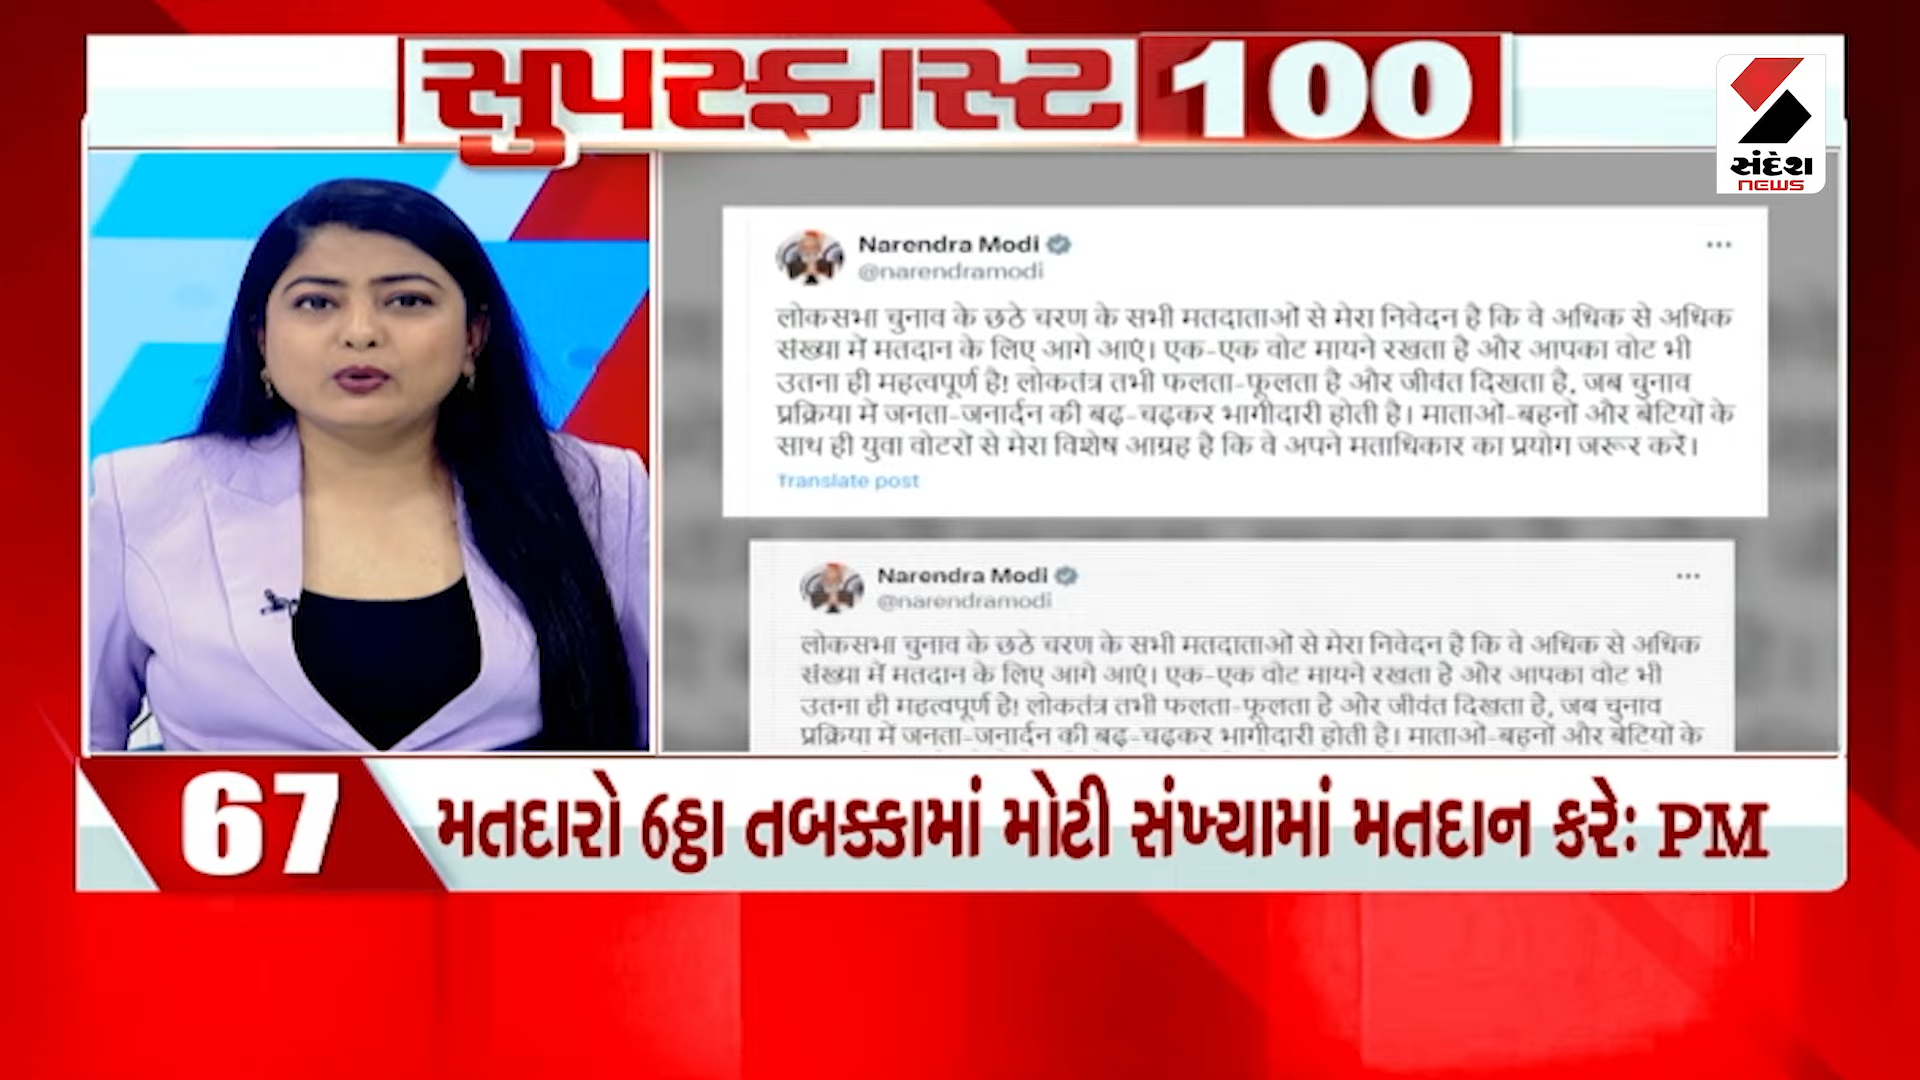 સુપરફાસ્ટ 100
સંદેશ
NEWS
Narendra Modi
@narendramodi
लोकसभा चुनाव के छठे चरण के सभी मतदाताओं से मेरा निवेदन है कि वे अधिक से अधिक
संख्या में मतदान के लिए आगे आएं। एक-एक वोट मायने रखता है और आपका वोट भी
उतना ही महत्वपूर्ण है! लोकतंत्र तभी फलता-फूलता है और जीवंत दिखता है, जब चुनाव
प्रक्रिया में जनता-जनार्दन की बढ़-चढ़कर भागीदारी होती है। माताओं-बहनों और बेटियों के
साथ ही युवा वोटरों से मेरा विशेष आग्रह है कि वे अपने मताधिकार का प्रयोग जरूर करें।
Translate post
Narendra Modi
@narendramodi
लोकसभा चुनाव के छठे चरण के सभी मतदाताओं से मेरा निवेदन है कि वे अधिक से अधिक
संख्या में मतदान के लिए आगे आएं। एक-एक वोट मायने रखता है और आपका वोट भी
उतना ही महत्वपूर्ण है! लोकतंत्र तभी फलता-फूलता है और जीवंत दिखता है, जब चुनाव
प्रक्रिया में जनता-जनार्दन की बढ़-चढ़कर भागीदारी होती है। माताओं-बहनों और बेटियों के
67
મતદારો 6ઠ્ઠા તબક્કામાં મોટી સંખ્યામાં મતદાન કરેઃ PM